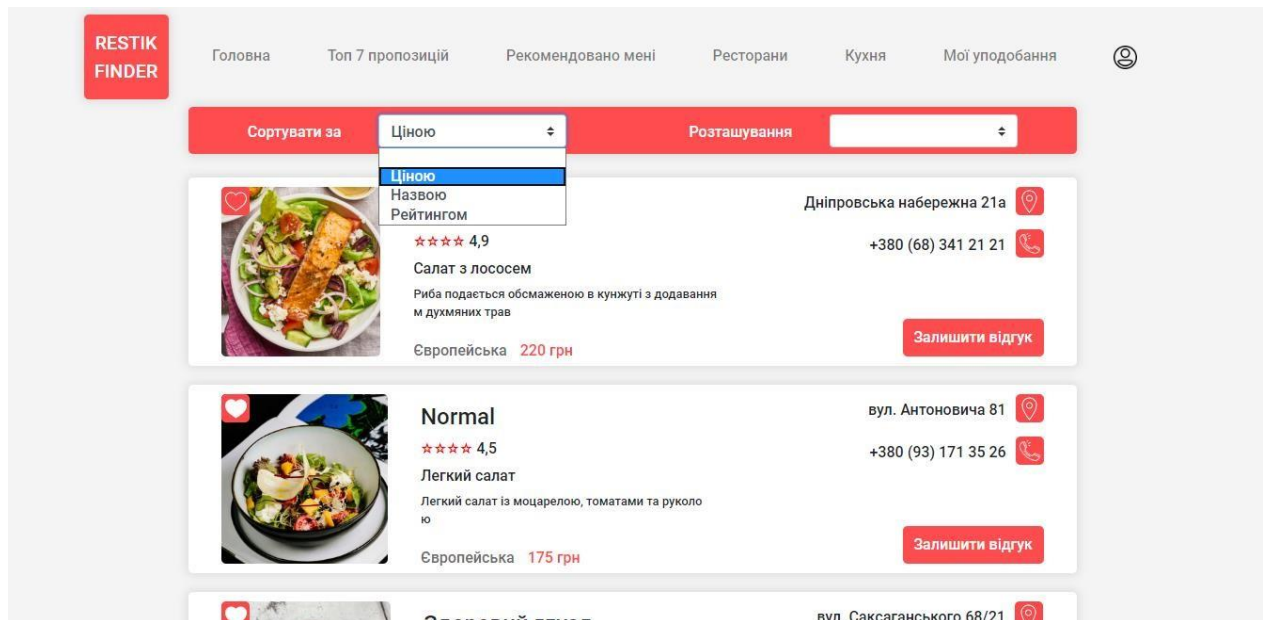 RESTIK
FINDER
Головна
Топ 7 пропозицій
Рекомендовано мені
Ресторани
Кухня
Мої уподобання
Сортувати за
Ціною
Розташування
Ціною
Назвою
Рейтингом
Дніпровська набережна 21а
4,9
+380 (68) 341 21 21
Салат з лососем
Риба подається обсмаженою в кунжуті з додавання
м духмяних трав
Залишити відгук
Європейська 220 грн
Normal
вул. Антоновича 81
4,5
+380 (93) 171 35 26
Легкий салат
Легкий салат із моцарелою, томатами та руколо
ю
Залишити відгук
Європейська 175 грн
вул. Саксаганського 68/21